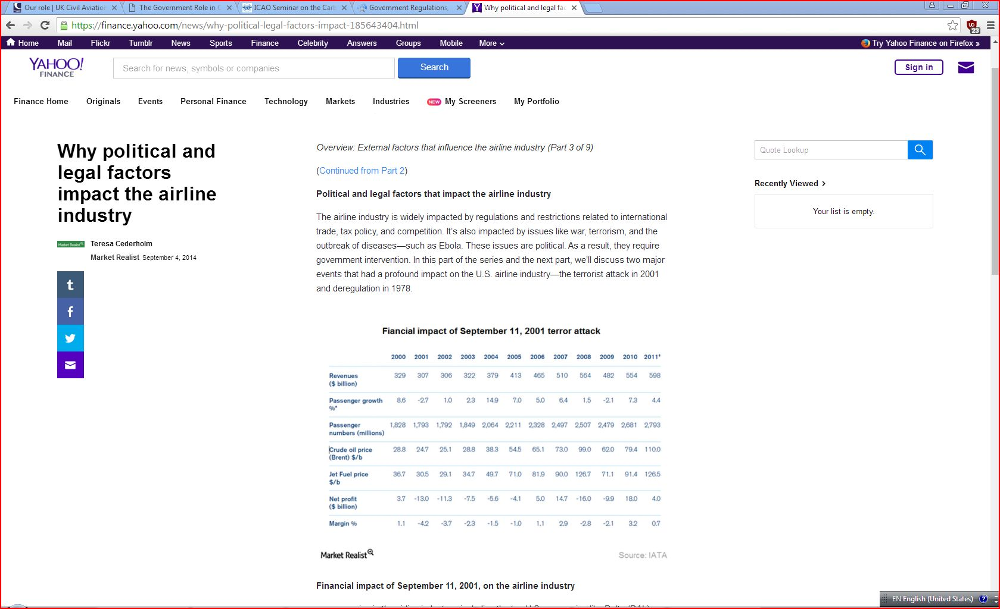 Our role | UK Civil Aviation
The Government Role in C
ICAO Seminar on the Carb
Government Regulations,
Why political and legal fac
https://finance.yahoo.com/news/why-political-legal-factors-impact-185643404.html
23
Home Mail Flickr Tumblr News Sports Finance Celebrity Answers Groups Mobile More
Try Yahoo Finance on Firefox »
YAHOO!
FINANCE
Search for news, symbols or companies
Search
Sign in
Finance Home Originals Events Personal Finance Technology Markets Industries NEW My Screeners My Portfolio
Why political and
legal factors
impact the airline
industry
Market Realist
Teresa Cederholm
Market Realist September 4, 2014
Overview: External factors that influence the airline industry (Part 3 of 9)
(Continued from Part 2)
Political and legal factors that impact the airline industry
The airline industry is widely impacted by regulations and restrictions related to international
trade, tax policy, and competition. It's also impacted by issues like war, terrorism, and the
outbreak of diseases—such as Ebola. These issues are political. As a result, they require
government intervention. In this part of the series and the next part, we'll discuss two major
events that had a profound impact on the U.S. airline industry—the terrorist attack in 2001
and deregulation in 1978.
Fiancial impact of September 11, 2001 terror attack
2000 2001 2002 2003 2004 2005 2006 2007 2008 2009 2010 2011†
Revenues 329 307 306 322 379 413 465 510 564 482 554 598
($ billion)
Passenger growth 8.6 -2.7 1.0 2.3 14.9 7.0 5.0 6.4 1.5 -2.1 7.3 4.4
%*
Passenger 1,828 1,793 1,792 1,849 2,064 2,211 2,328 2,497 2,507 2,479 2,681 2,793
numbers (millions)
Crude oil price 28.8 24.7 25.1 28.8 38.3 54.5 65.1 73.0 99.0 62.0 79.4 110.0
(Brent) $/b
Jet Fuel price 36.7 30.5 29.1 34.7 49.7 71.0 81.9 90.0 126.7 71.1 91.4 126.5
$/b
Net profit 3.7 -13.0 -11.3 -7.5 -5.6 -4.1 5.0 14.7 -16.0 -9.9 18.0 4.0
($ billion)
Margin % 1.1 -4.2 -3.7 -2.3 -1.5 -1.0 1.1 2.9 -2.8 -2.1 3.2 0.7
Market Realist
Source: IATA
Financial impact of September 11, 2001, on the airline industry
Quote Lookup
Recently Viewed >
Your list is empty.
EN English (United States)